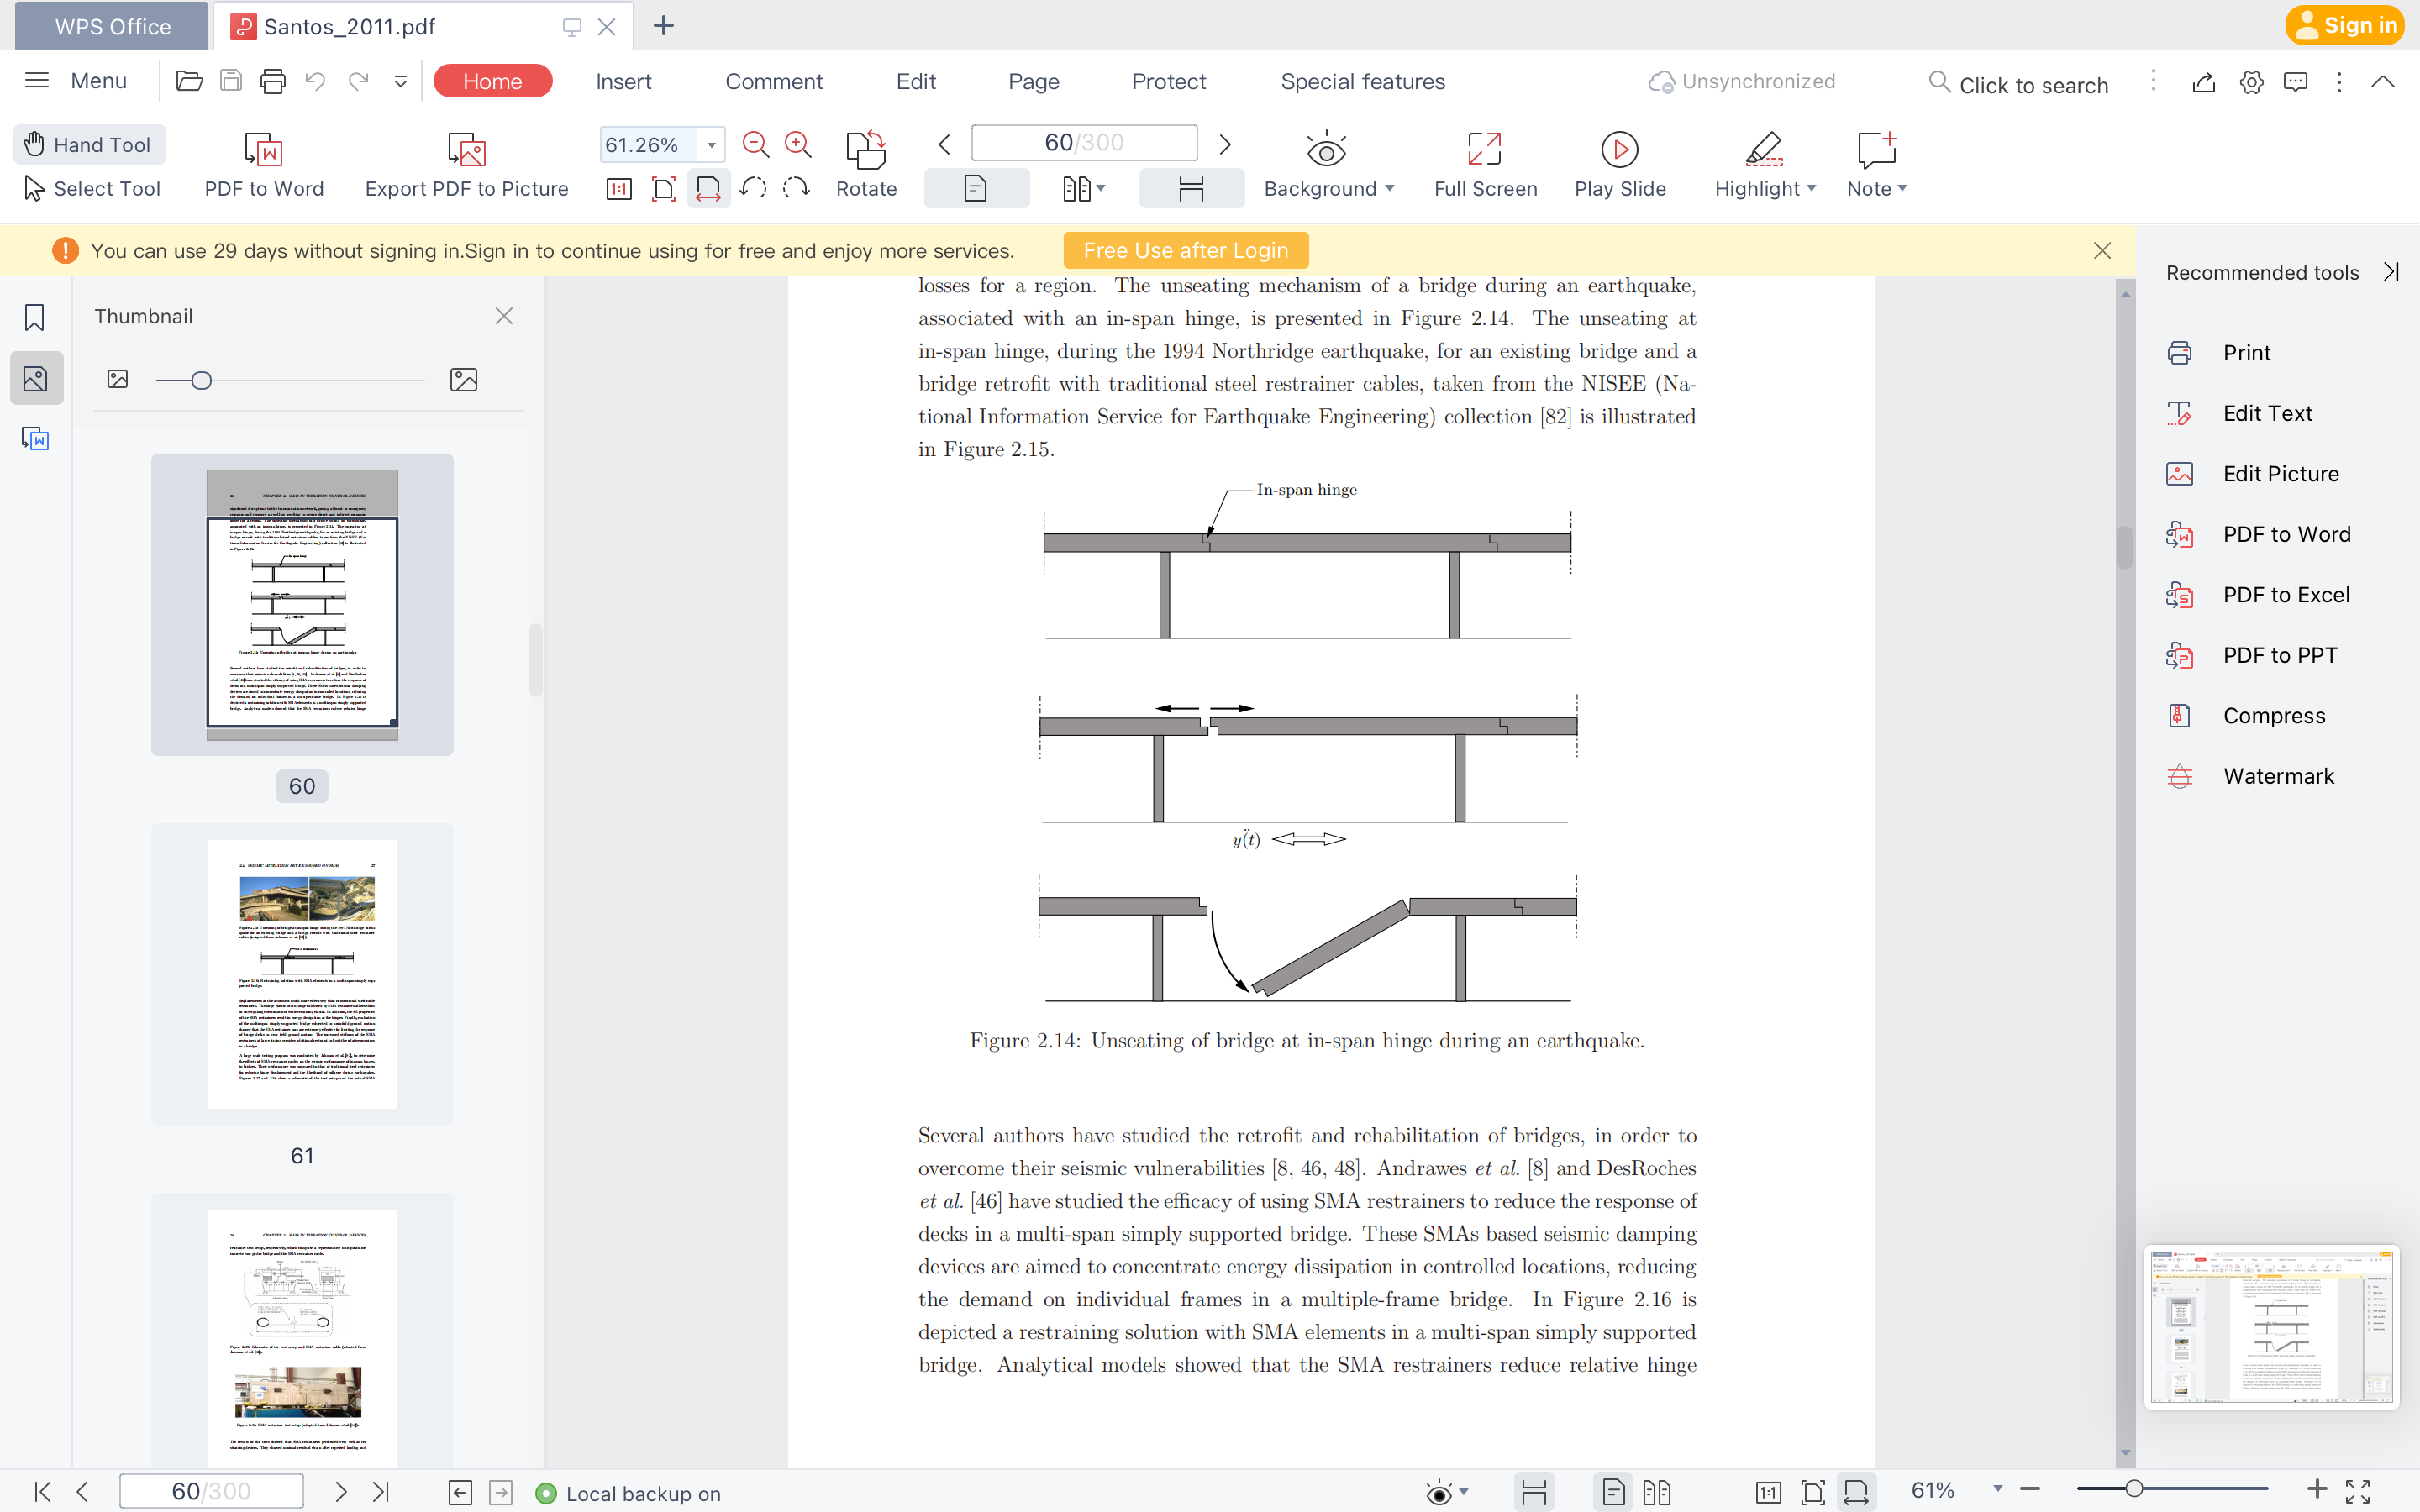 WPS Office
Santos_2011.pdf
Sign in
Menu
Home
Insert
Comment
Edit
Page
Protect
Special features
Unsynchronized
Click to search
Hand Tool
Select Tool
PDF to Word
Export PDF to Picture
61.26%
1:1
Rotate
60/300
Background
Full Screen
Play Slide
Highlight
Note
You can use 29 days without signing in.Sign in to continue using for free and enjoy more services.
Free Use after Login
Thumbnail
60
61
losses for a region. The unseating mechanism of a bridge during an earthquake,
associated with an in-span hinge, is presented in Figure 2.14. The unseating at
in-span hinge, during the 1994 Northridge earthquake, for an existing bridge and a
bridge retrofit with traditional steel restrainer cables, taken from the NISEE (Na-
tional Information Service for Earthquake Engineering) collection [82] is illustrated
in Figure 2.15.
In-span hinge
ÿ(t)
Figure 2.14: Unseating of bridge at in-span hinge during an earthquake.
Several authors have studied the retrofit and rehabilitation of bridges, in order to
overcome their seismic vulnerabilities [8, 46, 48]. Andrawes et al. [8] and DesRoches
et al. [46] have studied the efficacy of using SMA restrainers to reduce the response of
decks in a multi-span simply supported bridge. These SMAs based seismic damping
devices are aimed to concentrate energy dissipation in controlled locations, reducing
the demand on individual frames in a multiple-frame bridge. In Figure 2.16 is
depicted a restraining solution with SMA elements in a multi-span simply supported
bridge. Analytical models showed that the SMA restrainers reduce relative hinge
Recommended tools
Print
Edit Text
Edit Picture
PDF to Word
PDF to Excel
PDF to PPT
Compress
Watermark
60/300
Local backup on
1:1
61%